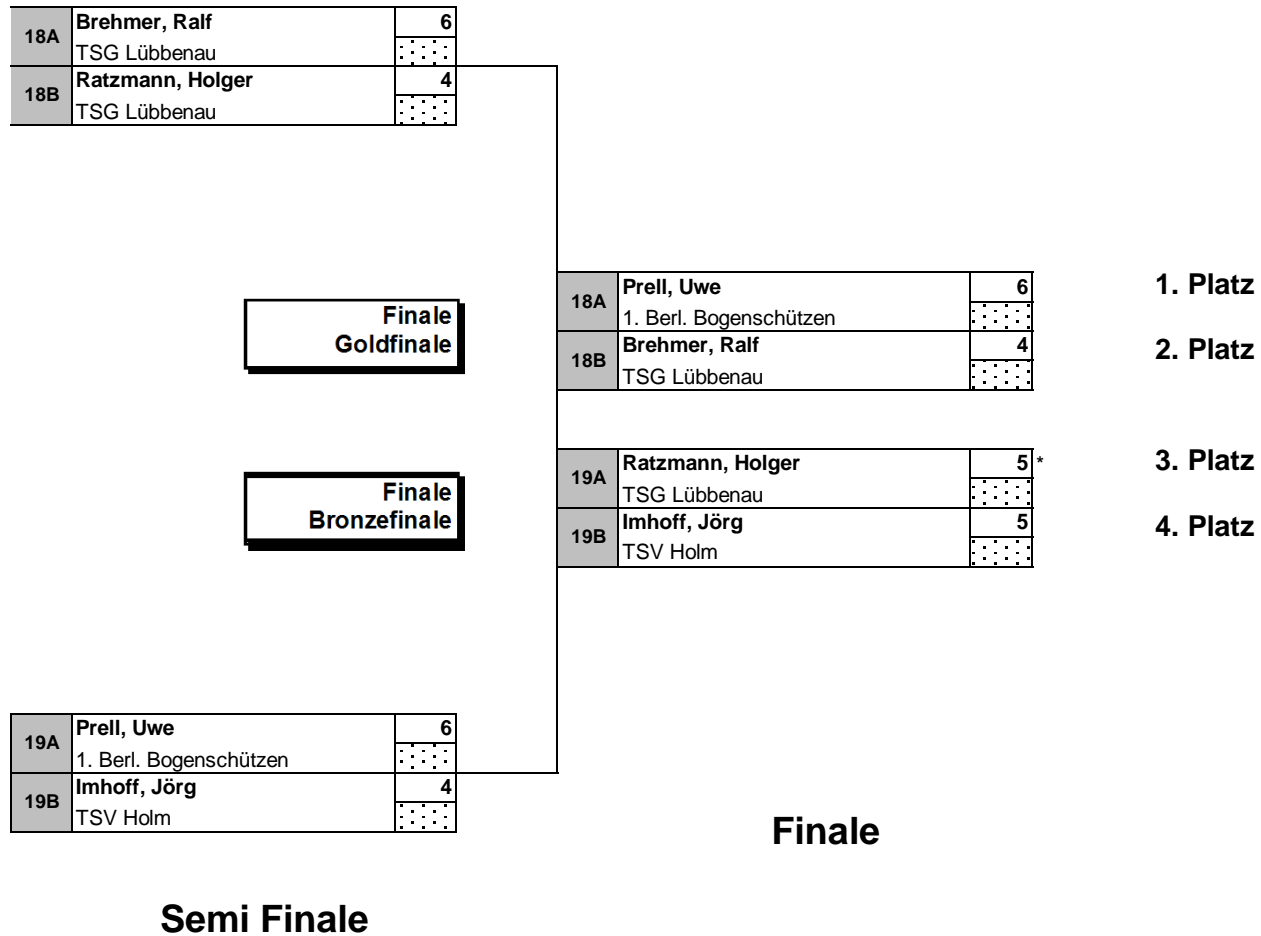 18A Brehmer, Ralf 6
TSG Lübbenau
18B Ratzmann, Holger 4
TSG Lübbenau
Finale
Goldfinale
18A Prell, Uwe 6 1. Platz
1. Berl. Bogenschützen
18B Brehmer, Ralf 4 2. Platz
TSG Lübbenau
Finale
Bronzefinale
19A Ratzmann, Holger 5 * 3. Platz
TSG Lübbenau
19B Imhoff, Jörg 5 4. Platz
TSV Holm
19A Prell, Uwe 6
1. Berl. Bogenschützen
19B Imhoff, Jörg 4
TSV Holm
Finale
Semi Finale